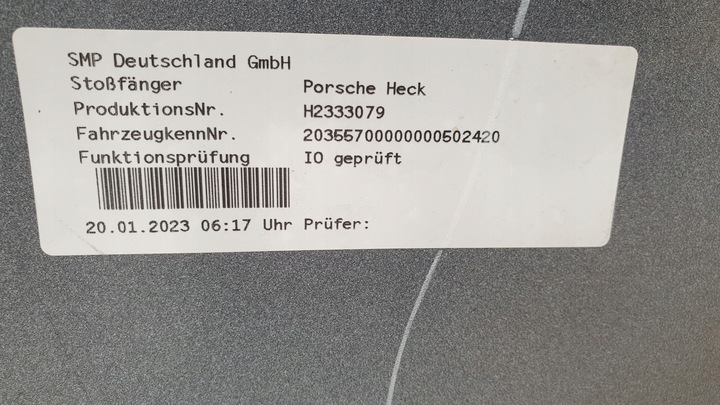 SMP Deutschland GmbH
Stoßfänger Porsche Heck
ProduktionsNr. H2333079
FahrzeugkennNr. 20355700000000502420
Funktionsprüfung IO geprüft
20.01.2023 06:17 Uhr Prüfer: